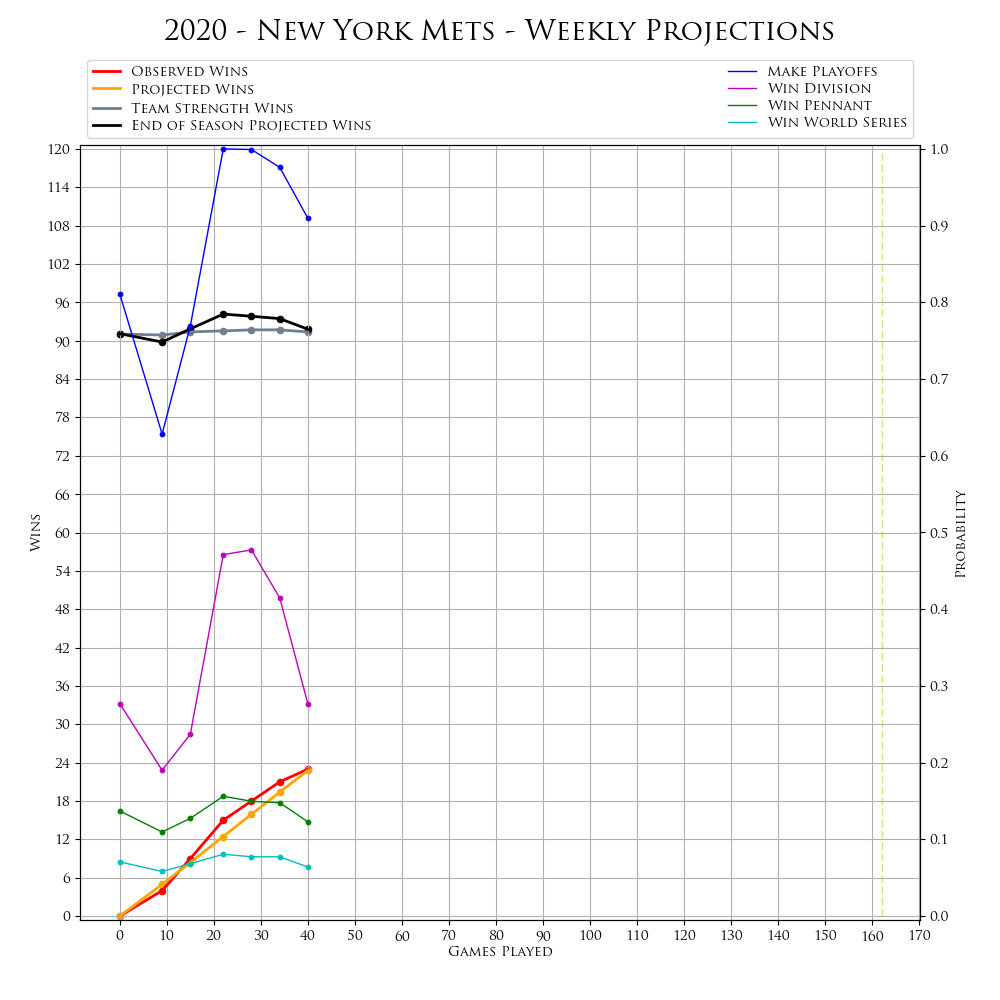 2020 - New York Mets - Weekly Projections
Observed Wins
Projected Wins
Team Strength Wins
End of Season Projected Wins
Make Playoffs
Win Division
Win Pennant
Win World Series
120
114
108
102
96
90
84
78
72
66
60
54
48
42
36
30
24
18
12
6
0
Wins
1.0
0.9
0.8
0.7
0.6
0.5
0.4
0.3
0.2
0.1
0.0
Probability
0 10 20 30 40 50 60 70 80 90 100 110 120 130 140 150 160 170
Games Played